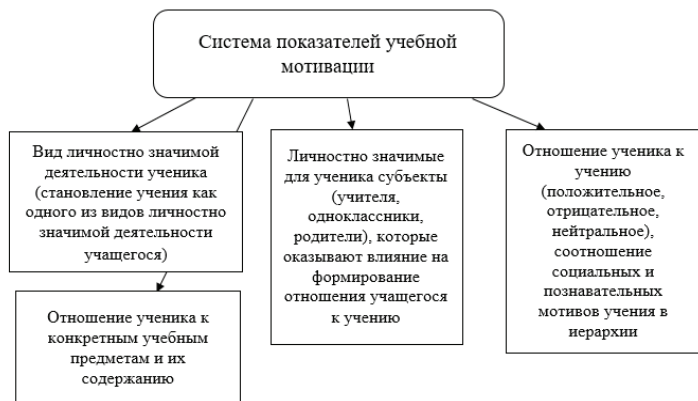 Система показателей учебной
мотивации
Вид личностно значимой
деятельности ученика
(становление учения как
одного из видов личностно
значимой деятельности
учащегося)
Личностно значимые
для ученика субъекты
(учителя,
одноклассники,
родители), которые
оказывают влияние на
формирование
отношения учащегося
к учению
Отношение ученика к
учению
(положительное,
отрицательное,
нейтральное),
соотношение
социальных и
познавательных
мотивов учения в
иерархии
Отношение ученика к
конкретным учебным
предметам и их
содержанию